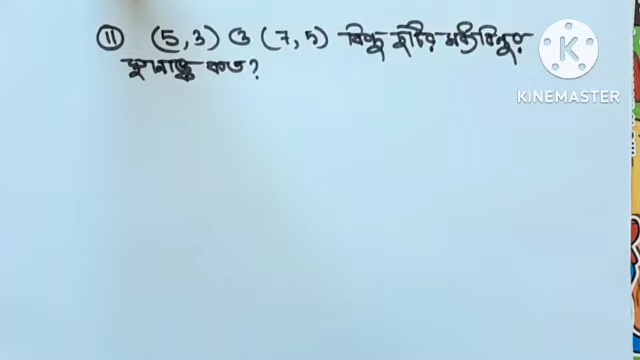 ⑪ (5,3) ও (7,5) বিন্দু দুটির মধ্যবিন্দুর
স্থানাঙ্ক কত?
K
KINEMASTER